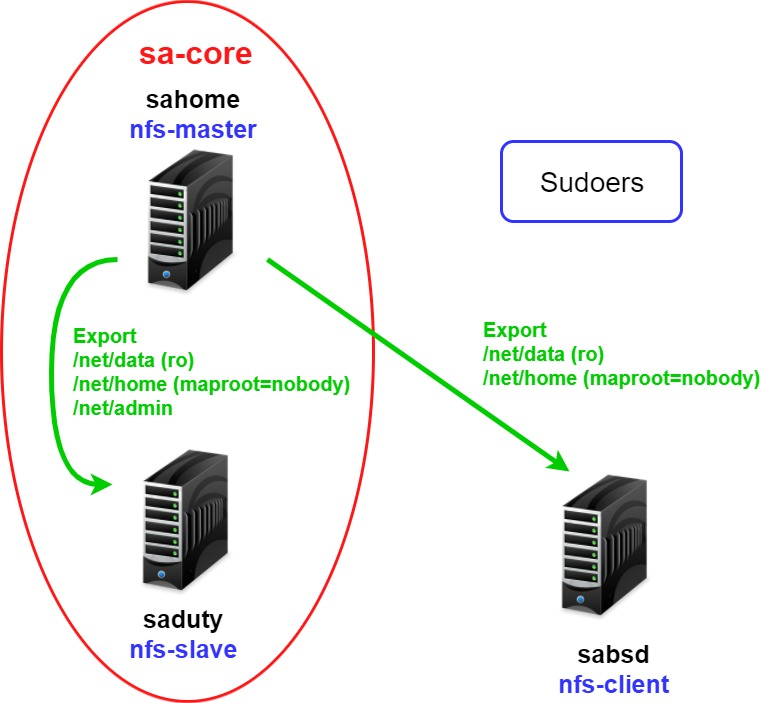 sa-core
sahome
nfs-master
Sudoers
Export
/net/data (ro)
/net/home (maproot=nobody)
/net/admin
Export
/net/data (ro)
/net/home (maproot=nobody)
saduty
nfs-slave
sabsd
nfs-client